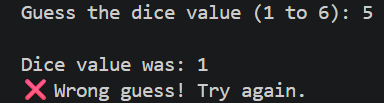 Guess the dice value (1 to 6): 5
Dice value was: 1
❌ Wrong guess! Try again.